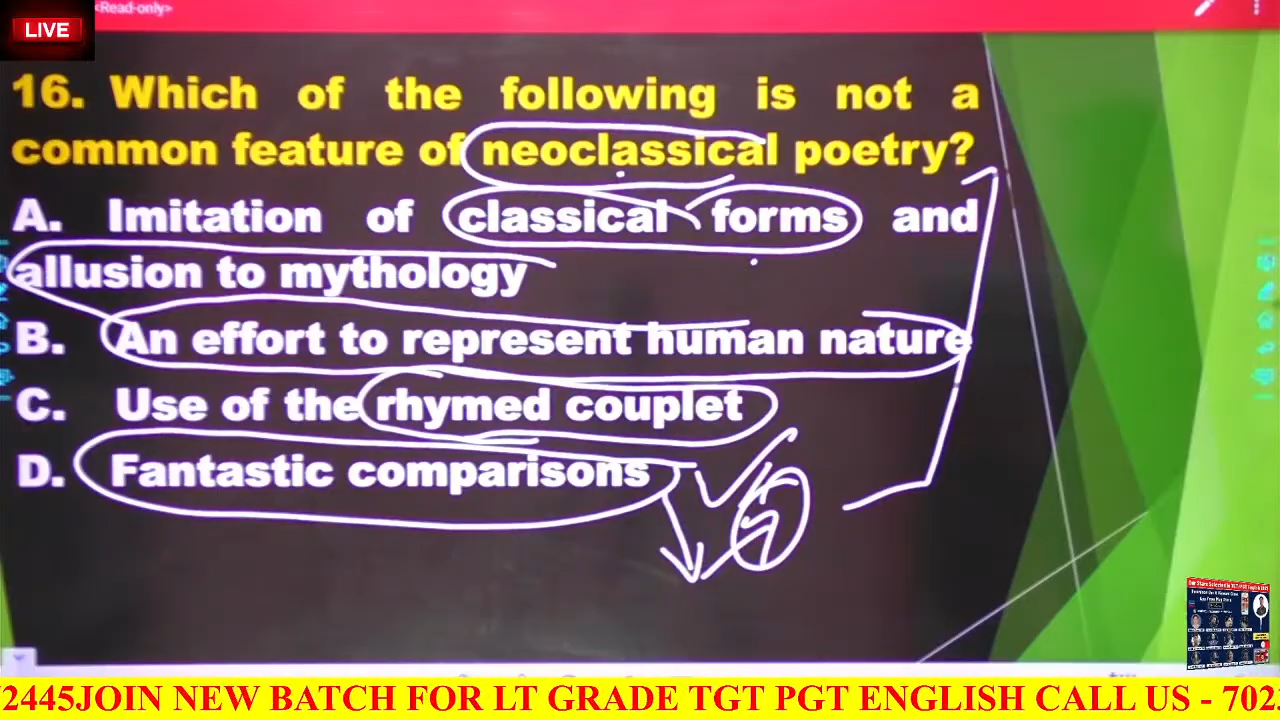 <Read-only>
LIVE
16. Which of the following is not a
common feature of neoclassical poetry?
A. Imitation of classical forms and
allusion to mythology
B. An effort to represent human nature
C. Use of the rhymed couplet
D. Fantastic comparisons
2445JOIN NEW BATCH FOR LT GRADE TGT PGT ENGLISH CALL US - 702